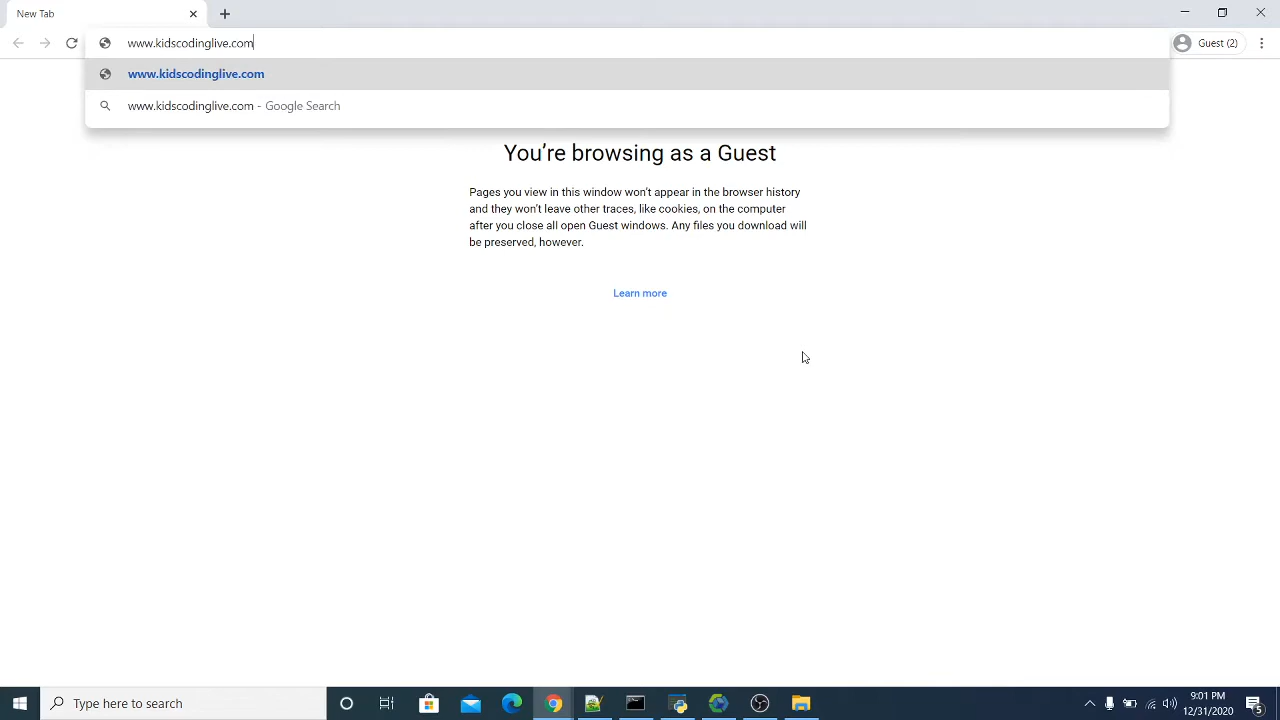 New Tab
www.kidscodinglive.com
Guest (2)
www.kidscodinglive.com
www.kidscodinglive.com - Google Search
You're browsing as a Guest
Pages you view in this window won't appear in the browser history
and they won't leave other traces, like cookies, on the computer
after you close all open Guest windows. Any files you download will
be preserved, however.
Learn more
Type here to search
9:01 PM
12/31/2020
5